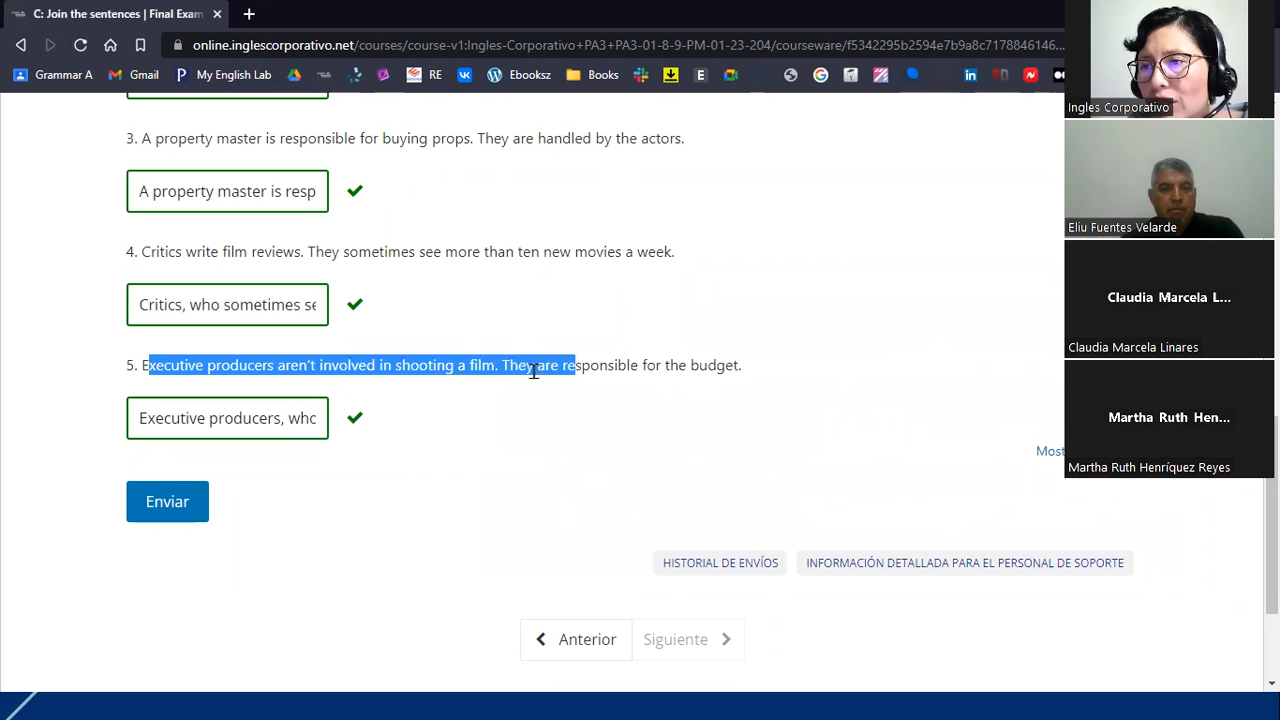 C: Join the sentences | Final Exam
online.inglescorporativo.net/courses/course-v1:Ingles-Corporativo+PA3+PA3-01-8-9-PM-01-23-204/courseware/f5342295b2594e7b9a8c7178846146...
Grammar A
Gmail
My English Lab
RE
Ebooksz
Books
Ingles Corporativo
3. A property master is responsible for buying props. They are handled by the actors.
A property master is resp
Eliu Fuentes Velarde
4. Critics write film reviews. They sometimes see more than ten new movies a week.
Critics, who sometimes se
Claudia Marcela L...
Claudia Marcela Linares
5. Executive producers aren't involved in shooting a film. They are responsible for the budget.
Executive producers, who
Martha Ruth Hen...
Most
Martha Ruth Henríquez Reyes
Enviar
HISTORIAL DE ENVÍOS
INFORMACIÓN DETALLADA PARA EL PERSONAL DE SOPORTE
Anterior
Siguiente